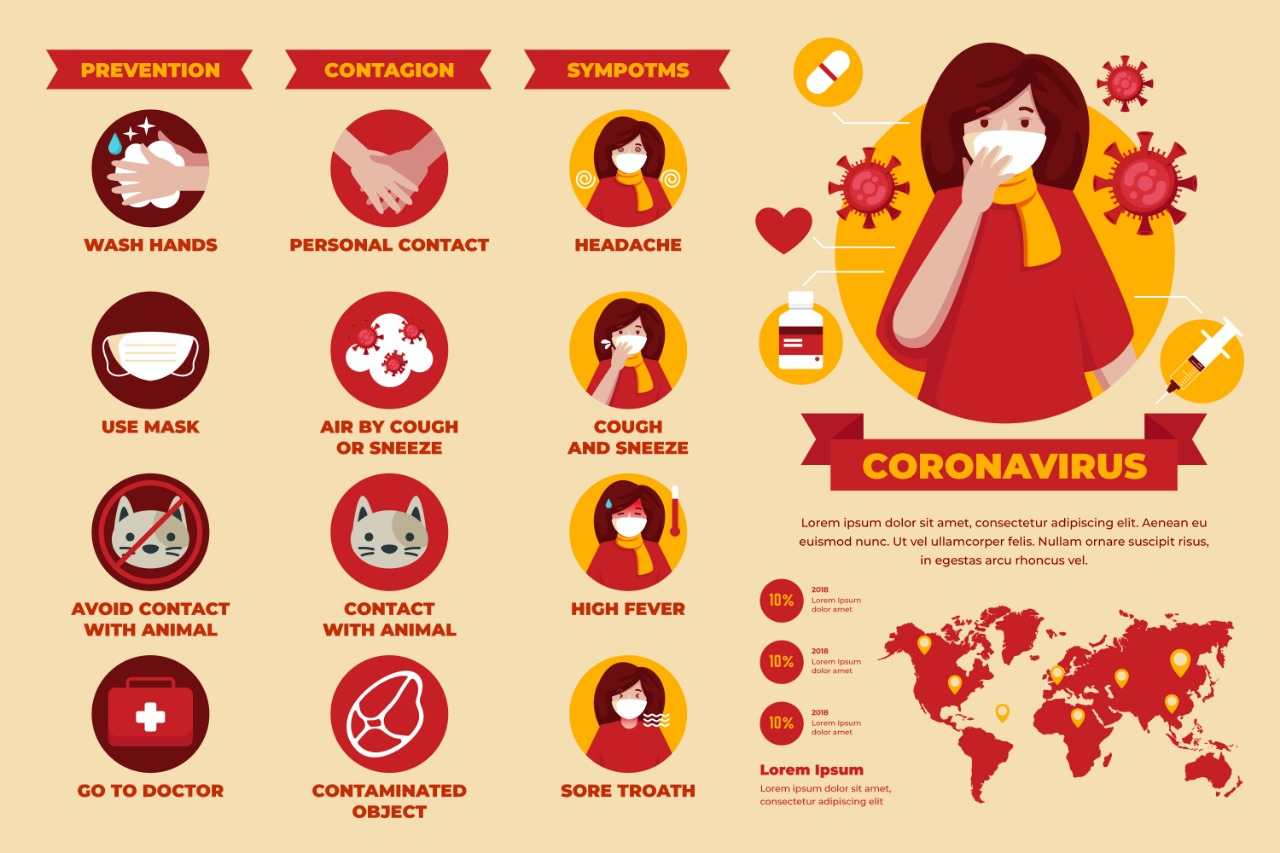 PREVENTION
WASH HANDS
USE MASK
AVOID CONTACT
WITH ANIMAL
GO TO DOCTOR
CONTAGION
PERSONAL CONTACT
AIR BY COUGH
OR SNEEZE
CONTACT
WITH ANIMAL
CONTAMINATED
OBJECT
SYMPOTMS
HEADACHE
COUGH
AND SNEEZE
HIGH FEVER
SORE TROATH
CORONAVIRUS
Lorem ipsum dolor sit amet, consectetur adipiscing elit. Aenean eu
euismod nunc. Ut vel ullamcorper felis. Nullam ornare suscipit risus,
in egestas arcu rhoncus vel.
10%
2018
Lorem Ipsum
dolor amet
10%
2018
Lorem Ipsum
dolor amet
10%
2018
Lorem Ipsum
dolor amet
Lorem Ipsum
Lorem ipsum dolor sit amet,
consectetur adipiscing elit